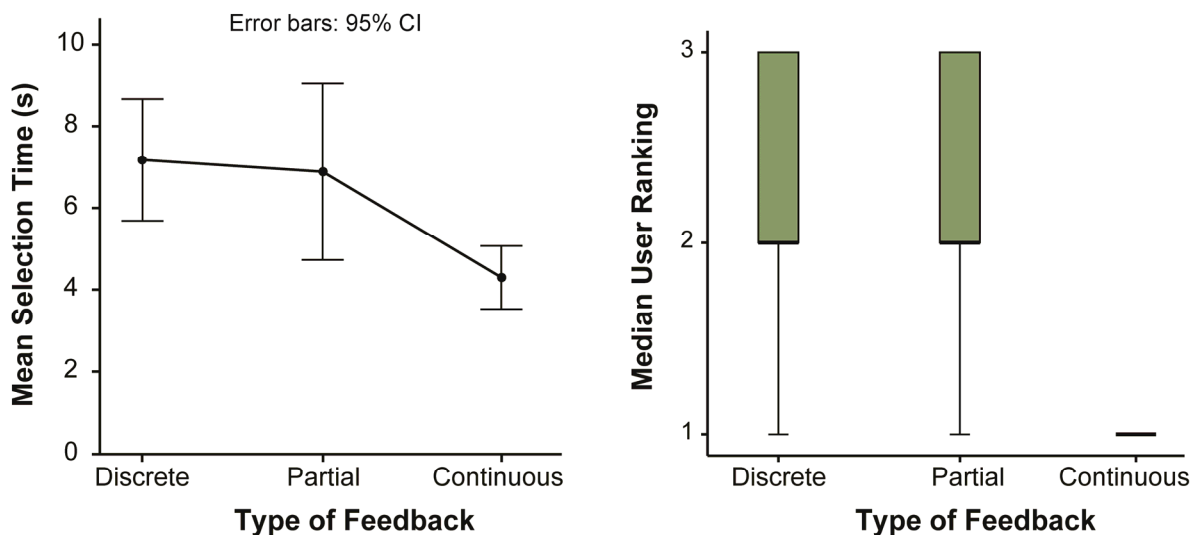 Error bars: 95% CI
Mean Selection Time (s)
10
8
6
4
2
0
Discrete Partial Continuous
Type of Feedback
Median User Ranking
3
2
1
Discrete Partial Continuous
Type of Feedback